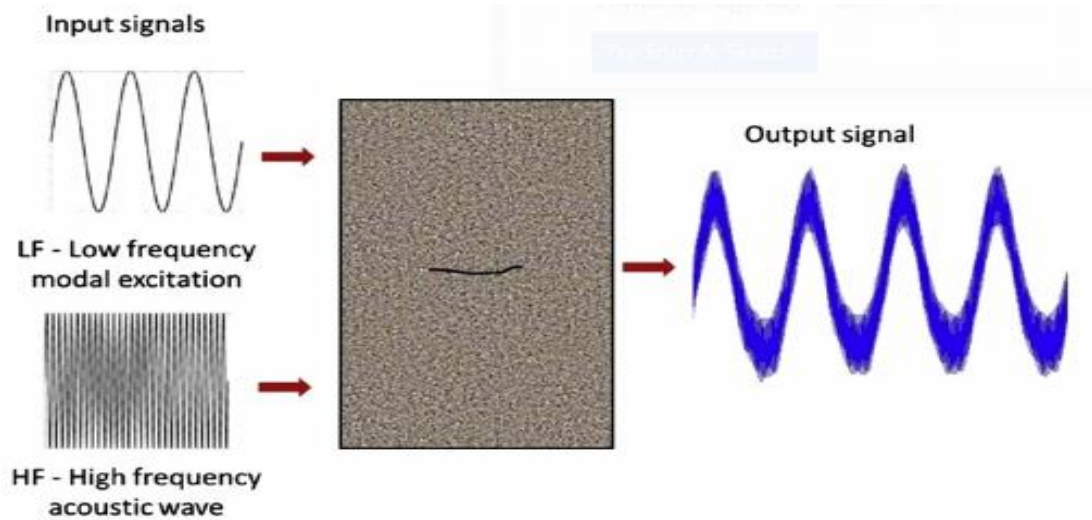 Input signals
LF - Low frequency
modal excitation
HF - High frequency
acoustic wave
Output signal